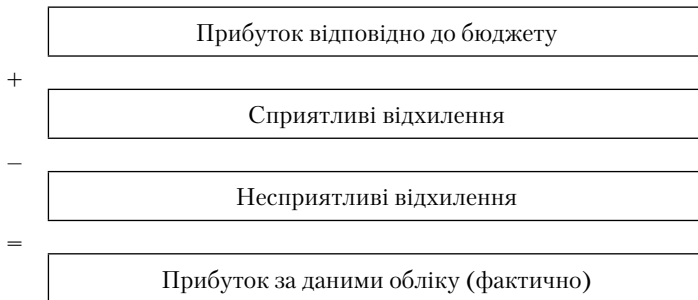 Прибуток відповідно до бюджету
+
Сприятливі відхилення
–
Несприятливі відхилення
=
Прибуток за даними обліку (фактично)